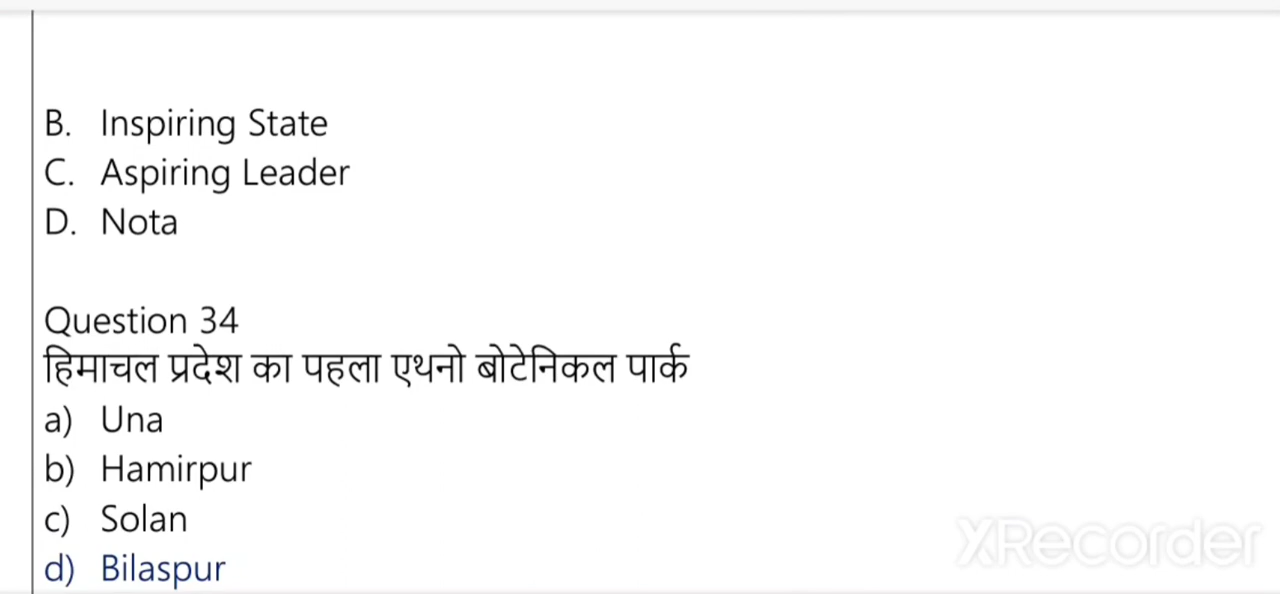 B. Inspiring State
C. Aspiring Leader
D. Nota
Question 34
हिमाचल प्रदेश का पहला एथनो बोटेनिकल पार्क
a) Una
b) Hamirpur
c) Solan
d) Bilaspur
XRecorder